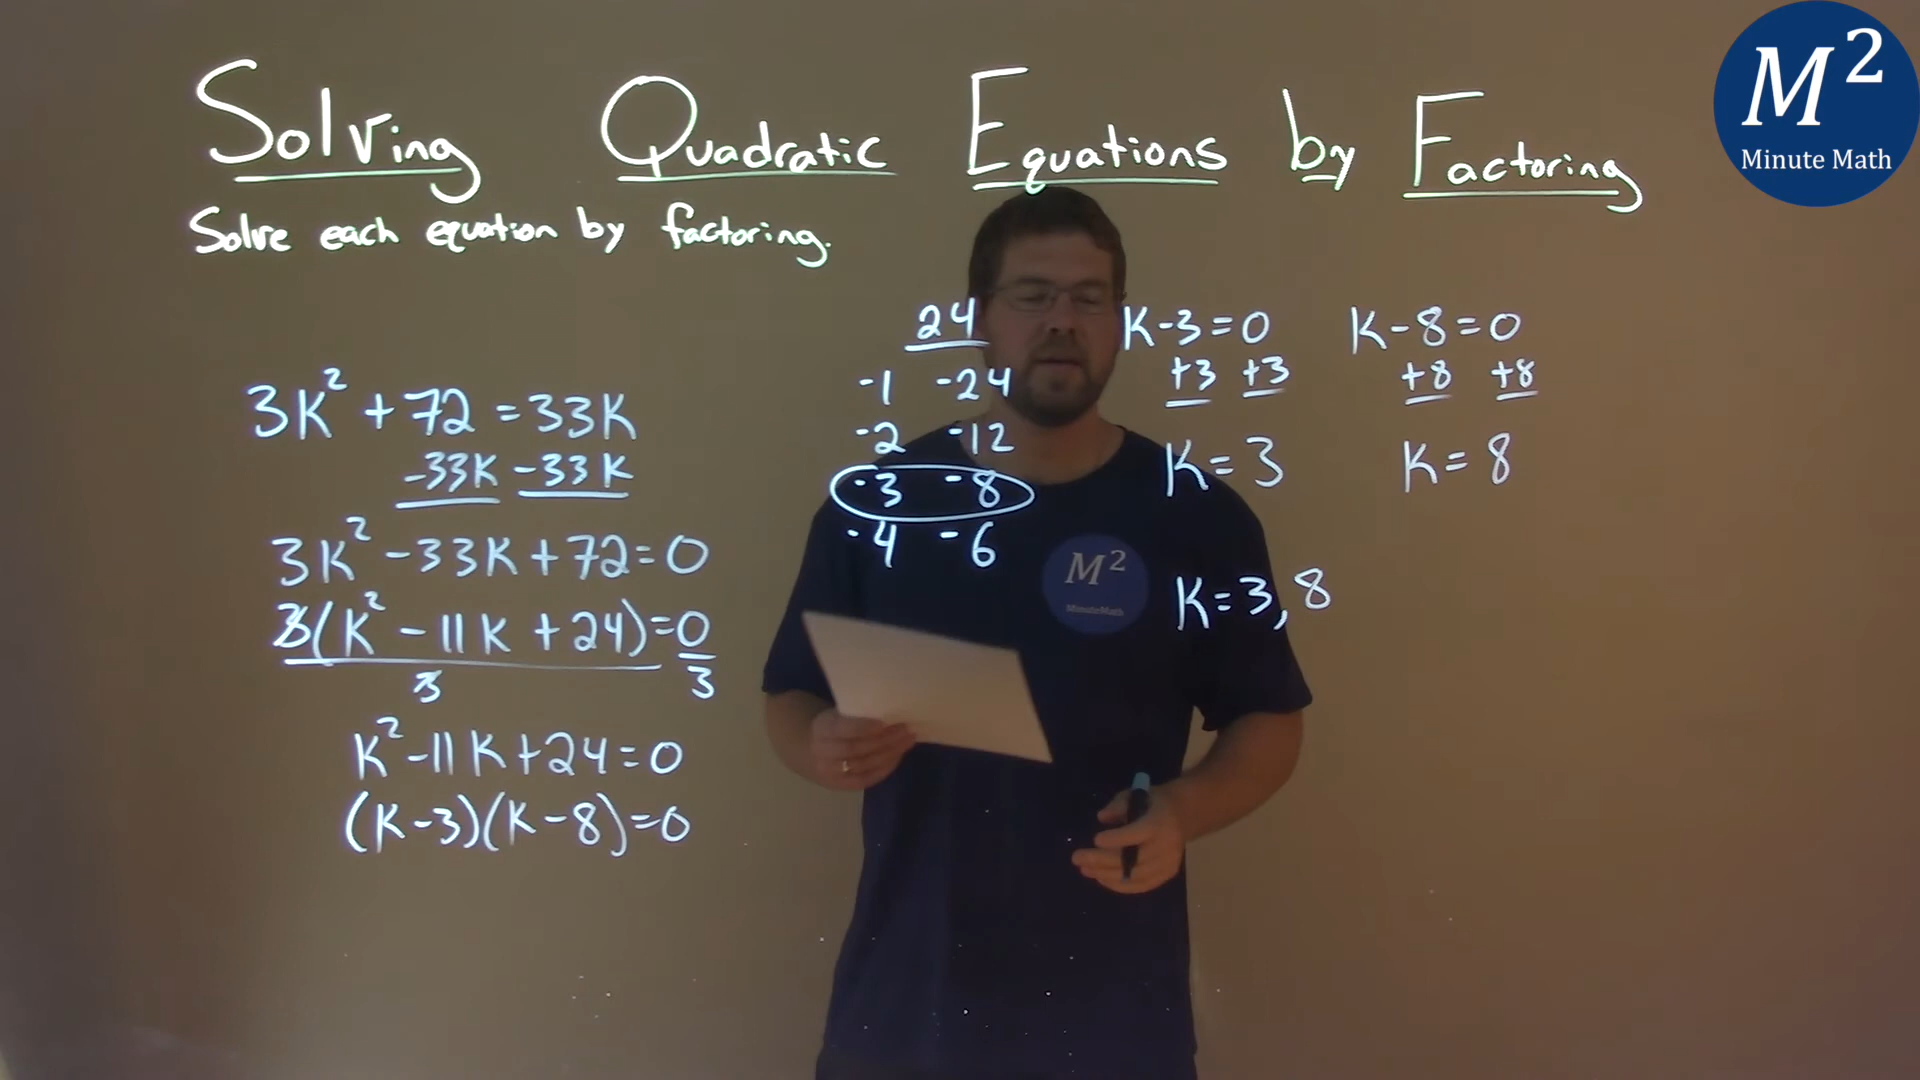 Solving Quadratic Equations by Factoring
Solve each equation by factoring.
3K² + 72 = 33K
-33K -33K
3K² - 33K + 72 = 0
3(K² - 11K + 24) = 0
3 3
K² - 11K + 24 = 0
(K - 3)(K - 8) = 0
24
-1 -24
-2 -12
-3 -8
-4 -6
K - 3 = 0
+3 +3
K = 3
K - 8 = 0
+8 +8
K = 8
K = 3, 8
M²
MinuteMath
M²
Minute Math